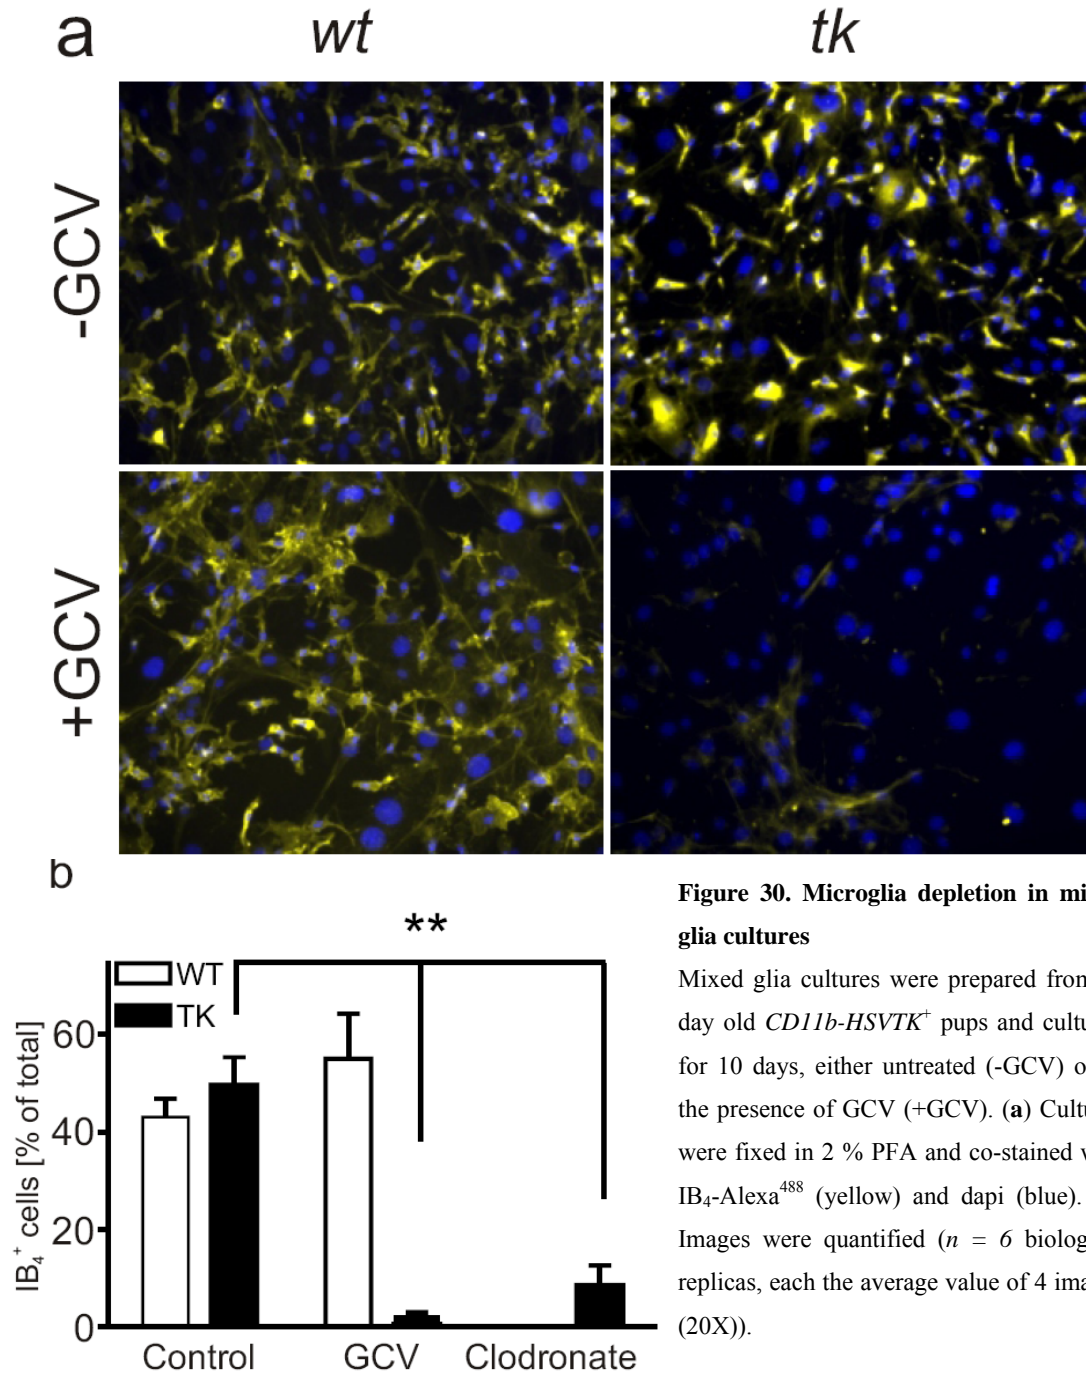 a
wt
tk
-GCV
+GCV
b
**
WT
TK
IB4+ cells [% of total]
60
40
20
0
Control
GCV
Clodronate
Figure 30. Microglia depletion in mi
glia cultures
Mixed glia cultures were prepared from
day old CD11b-HSVTK+ pups and cultu
for 10 days, either untreated (-GCV) o
the presence of GCV (+GCV). (a) Cultu
were fixed in 2 % PFA and co-stained v
IB4-Alexa488 (yellow) and dapi (blue).
Images were quantified (n = 6 biolog
replicas, each the average value of 4 ima
(20X)).